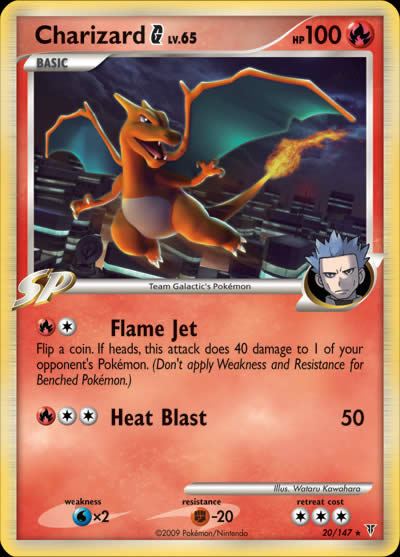 Charizard G LV.65 HP100
BASIC
SP
Team Galactic's Pokémon
Flame Jet
Flip a coin. If heads, this attack does 40 damage to 1 of your
opponent's Pokémon. (Don't apply Weakness and Resistance for
Benched Pokémon.)
Heat Blast 50
Illus. Wataru Kawahara
weakness resistance retreat cost
×2 -20
©2009 Pokémon/Nintendo 20/147 ★